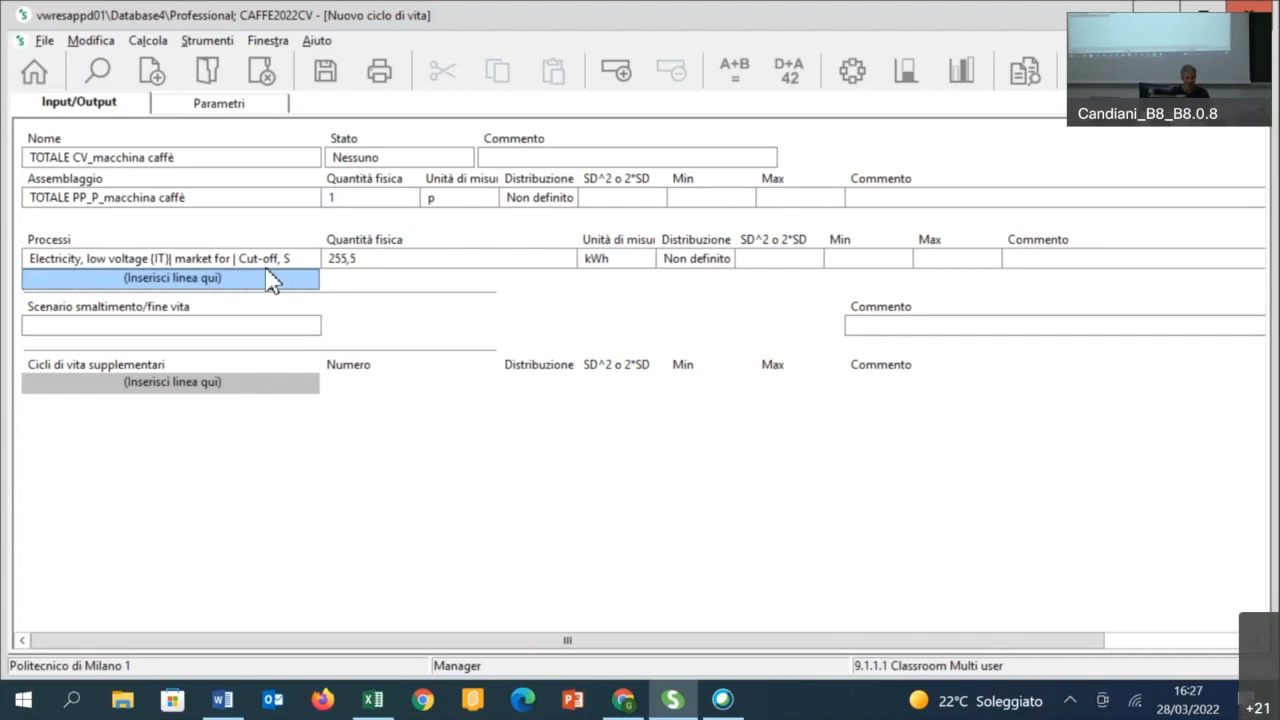 vwresappd01\Database4\Professional; CAFFE2022CV - [Nuovo ciclo di vita]
File Modifica Calcola Strumenti Finestra Aiuto
A+B
=
D+A
42
Candiani_B8_B8.0.8
Input/Output Parametri
Nome Stato Commento
TOTALE CV_macchina caffè Nessuno
Assemblaggio Quantità fisica Unità di misur Distribuzione SD^2 o 2*SD Min Max Commento
TOTALE PP_P_macchina caffè 1 p Non definito
Processi Quantità fisica Unità di misur Distribuzione SD^2 o 2*SD Min Max Commento
Electricity, low voltage {IT}| market for | Cut-off, S 255,5 kWh Non definito
(Inserisci linea qui)
Scenario smaltimento/fine vita Commento
Cicli di vita supplementari Numero Distribuzione SD^2 o 2*SD Min Max Commento
(Inserisci linea qui)
Politecnico di Milano 1 Manager 9.1.1.1 Classroom Multi user
22°C Soleggiato
16:27
28/03/2022
+21